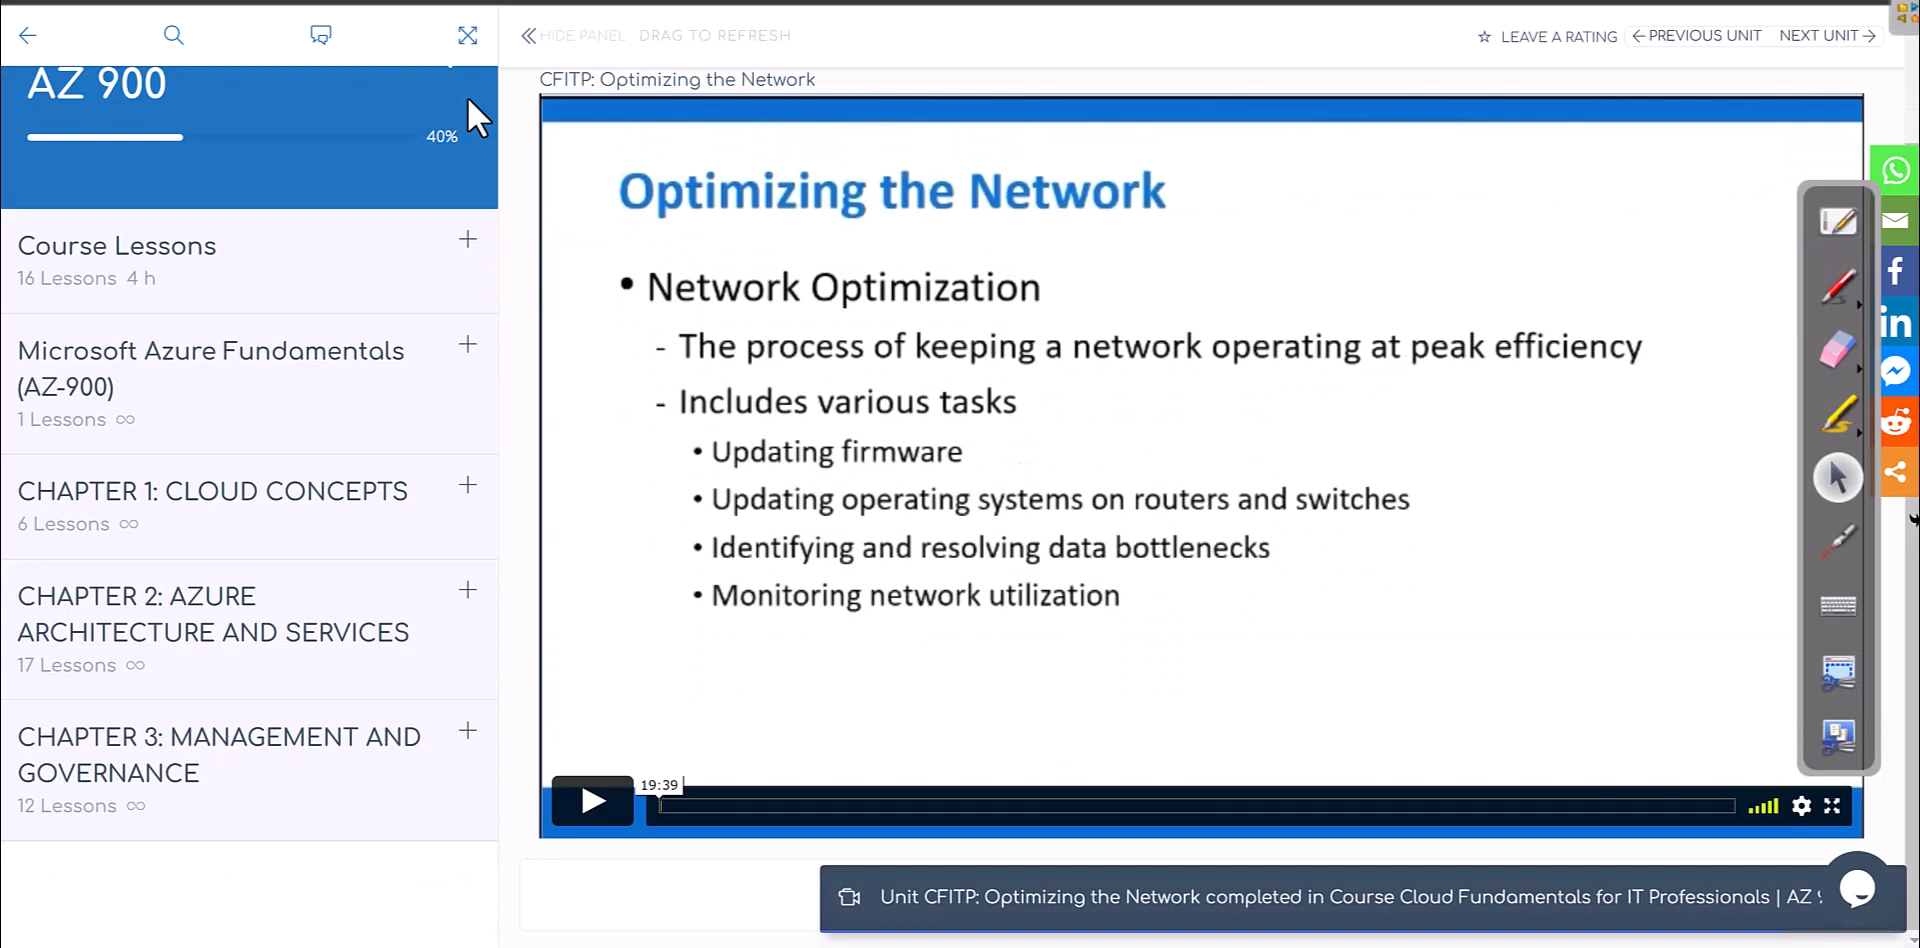 HIDE PANEL DRAG TO REFRESH
LEAVE A RATING PREVIOUS UNIT NEXT UNIT
AZ 900
40%
Course Lessons
16 Lessons 4 h
Microsoft Azure Fundamentals
(AZ-900)
1 Lessons ∞
CHAPTER 1: CLOUD CONCEPTS
6 Lessons ∞
CHAPTER 2: AZURE
ARCHITECTURE AND SERVICES
17 Lessons ∞
CHAPTER 3: MANAGEMENT AND
GOVERNANCE
12 Lessons ∞
CFITP: Optimizing the Network
Optimizing the Network
• Network Optimization
- The process of keeping a network operating at peak efficiency
- Includes various tasks
• Updating firmware
• Updating operating systems on routers and switches
• Identifying and resolving data bottlenecks
• Monitoring network utilization
19:39
Unit CFITP: Optimizing the Network completed in Course Cloud Fundamentals for IT Professionals | AZ
f
in